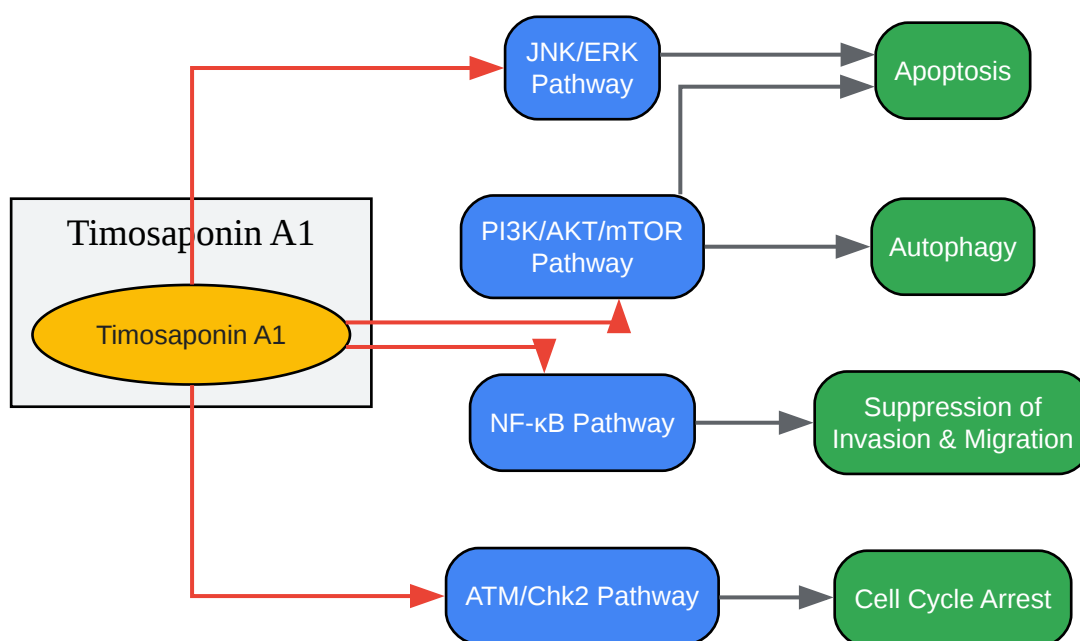 JNK/ERK
Pathway
Apoptosis
Timosaponin A1
PI3K/AKT/mTOR
Pathway
Autophagy
Timosaponin A1
NF-κB Pathway
Suppression of
Invasion & Migration
ATM/Chk2 Pathway
Cell Cycle Arrest